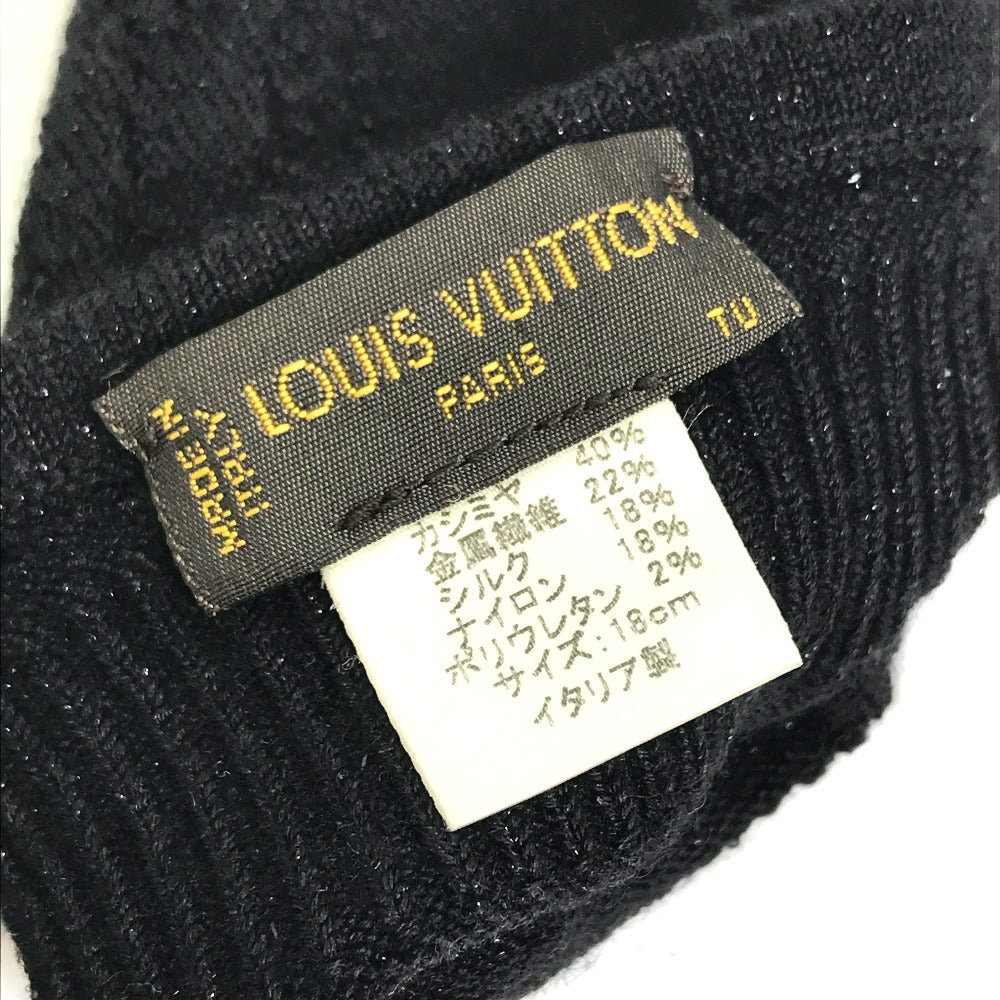 LOUIS VUITTON
PARIS
TU
MADE IN
ITALY
カシミヤ 40%
金属繊維 22%
シルク 18%
ナイロン 18%
ポリウレタン 2%
サイズ:18cm
イタリア製